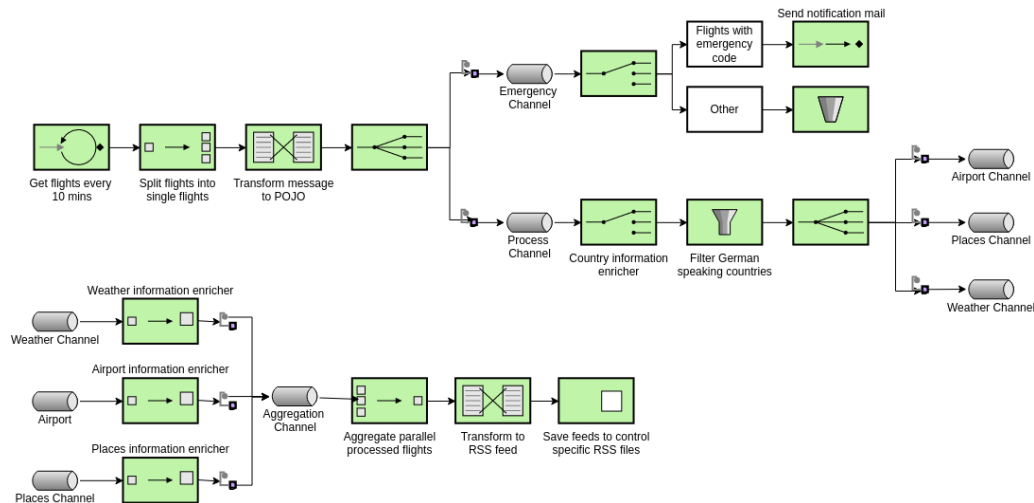 Send notification mail
Flights with
emergency
code
Emergency
Channel
Other
Get flights every
10 mins
Split flights into
single flights
Transform message
to POJO
Airport Channel
Process
Channel
Country information
enricher
Filter German
speaking countries
Places Channel
Weather Channel
Weather information enricher
Weather Channel
Airport information enricher
Airport
Aggregation
Channel
Aggregate parallel
processed flights
Transform to
RSS feed
Save feeds to control
specific RSS files
Places information enricher
Places Channel